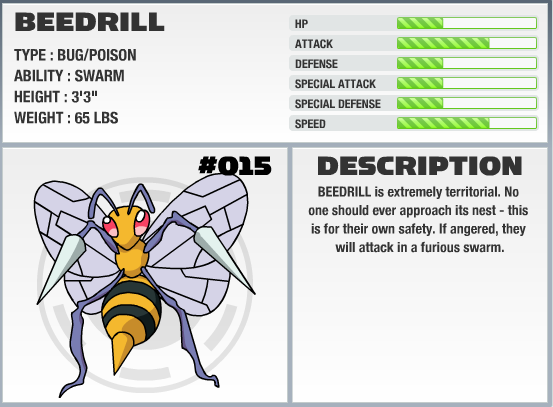 BEEDRILL
TYPE : BUG/POISON
ABILITY : SWARM
HEIGHT : 3'3"
WEIGHT : 65 LBS
HP
ATTACK
DEFENSE
SPECIAL ATTACK
SPECIAL DEFENSE
SPEED
#015
DESCRIPTION
BEEDRILL is extremely territorial. No
one should ever approach its nest - this
is for their own safety. If angered, they
will attack in a furious swarm.